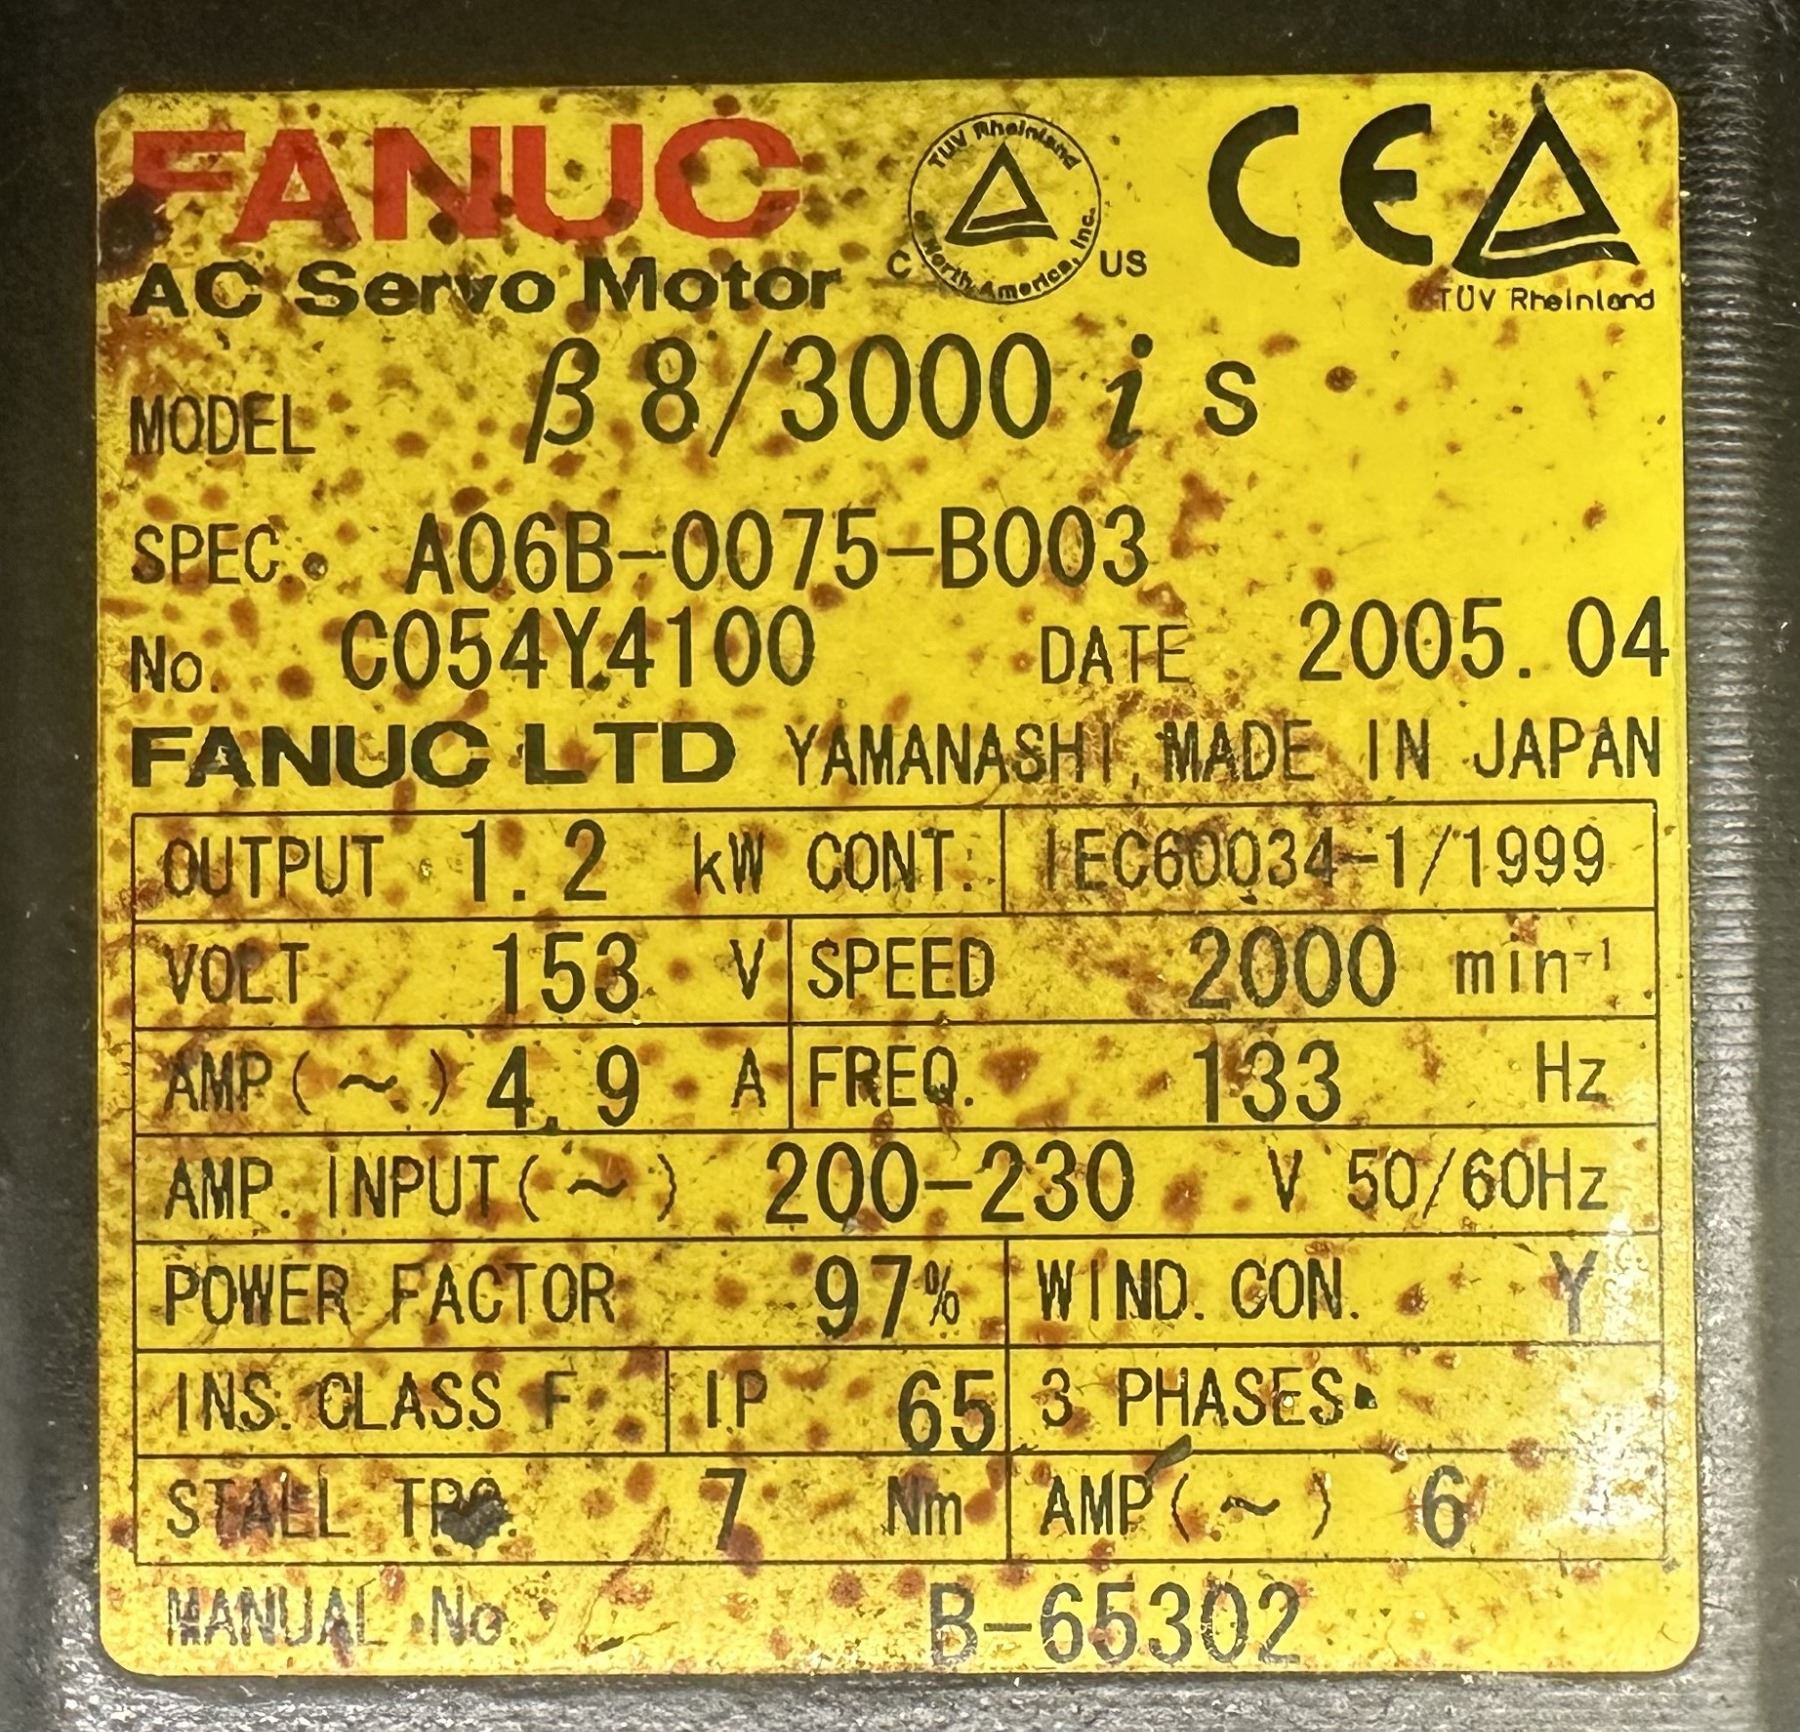 FANUC
TUV Rheinland
of North America, Inc.
C US
CE
TÜV Rheinland
AC Servo Motor
MODEL β 8/3000 i s
SPEC. A06B-0075-B003
No. C054Y4100 DATE 2005.04
FANUC LTD YAMANASHI, MADE IN JAPAN
OUTPUT 1.2 kW CONT. IEC60034-1/1999
VOLT 153 V SPEED 2000 min⁻¹
AMP(~) 4.9 A FREQ. 133 Hz
AMP. INPUT(~) 200-230 V 50/60Hz
POWER FACTOR 97% WIND. CON. Y
INS. CLASS F IP 65 3 PHASES
STALL TRQ. 7 Nm AMP(~) 6
MANUAL No. B-65302